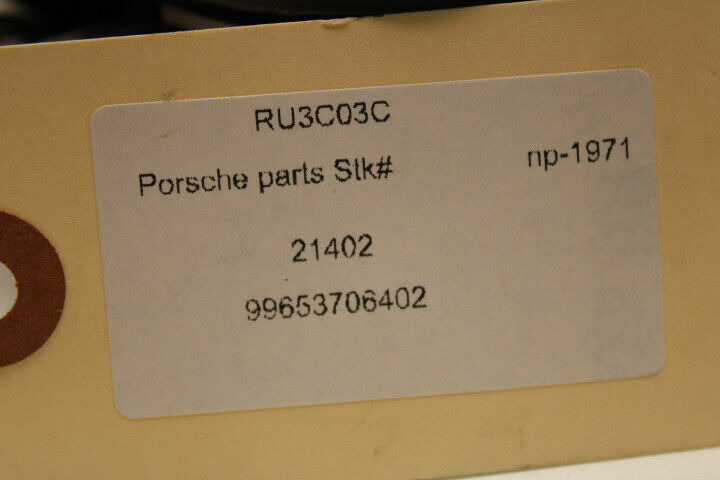 RU3C03C
Porsche parts Stk# np-1971
21402
99653706402